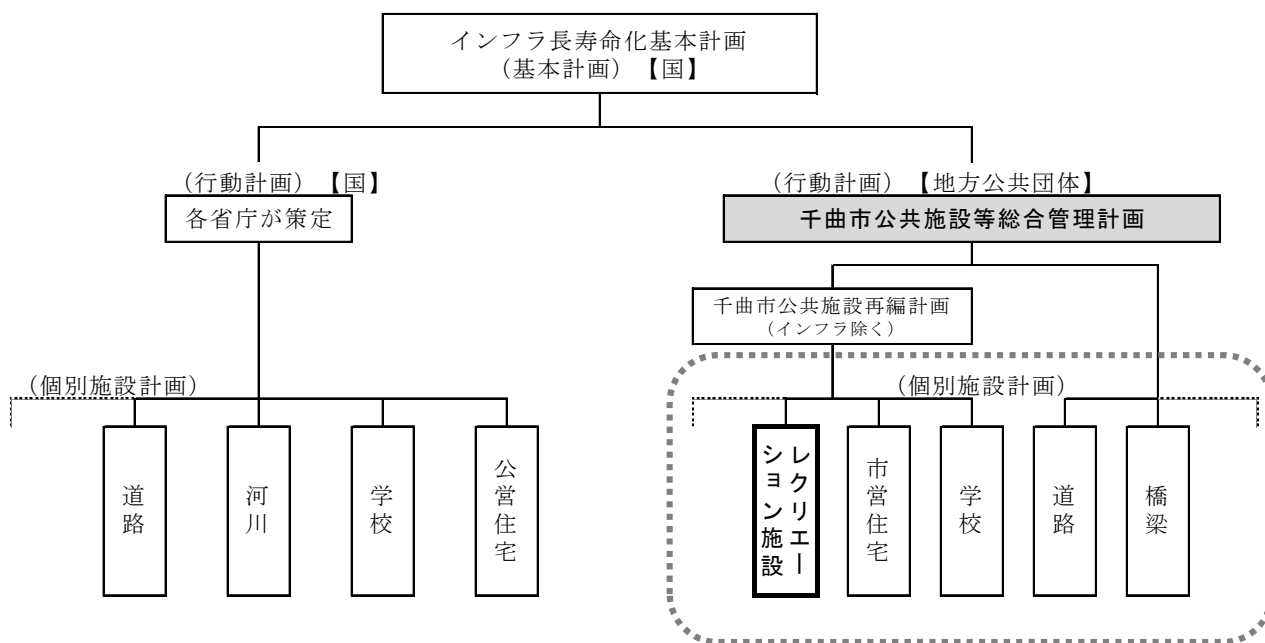 インフラ長寿命化基本計画
(基本計画)【国】
(行動計画)【国】
各省庁が策定
(行動計画)【地方公共団体】
千曲市公共施設等総合管理計画
千曲市公共施設再編計画
(インフラ除く)
(個別施設計画)
道路
河川
学校
公営住宅
(個別施設計画)
レクリエー
ション施設
市営住宅
学校
道路
橋梁